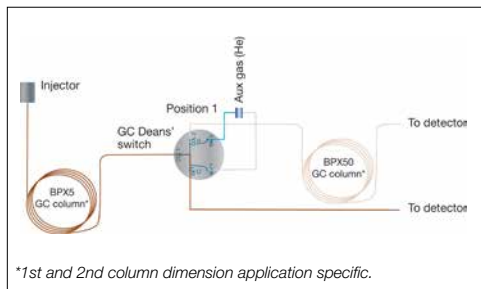 Injector
Aux gas (He)
Position 1
GC Deans'
switch
To detector
BPX5
GC column*
BPX50
GC column*
To detector
*1st and 2nd column dimension application specific.